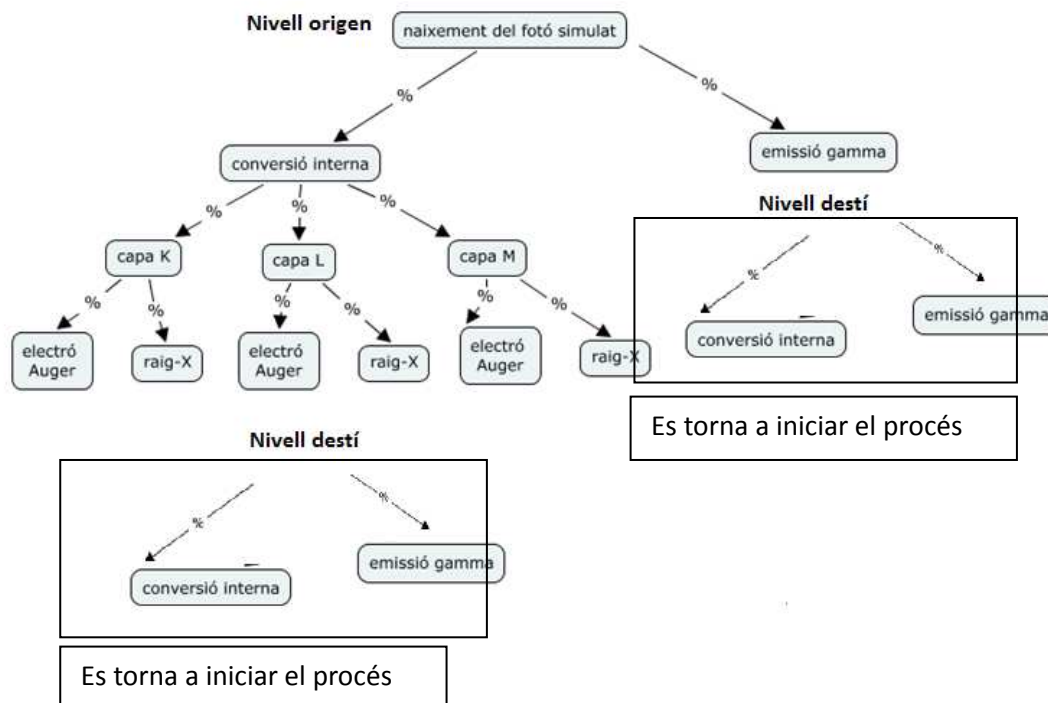 Nivell origen
naixement del fotó simulat
%
%
conversió interna
emissió gamma
%
%
%
Nivell destí
capa K
capa L
capa M
%
%
%
%
%
%
%
%
electró
Auger
raig-X
electró
Auger
raig-X
electró
Auger
raig-X
conversió interna
emissió gamma
Es torna a iniciar el procés
Nivell destí
%
%
conversió interna
emissió gamma
Es torna a iniciar el procés